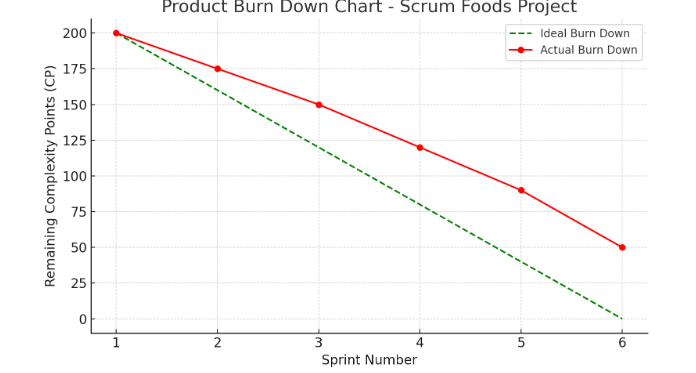 Product Burn Down Chart - Scrum Foods Project
Ideal Burn Down
Actual Burn Down
Remaining Complexity Points (CP)
200
175
150
125
100
75
50
25
0
1 2 3 4 5 6
Sprint Number